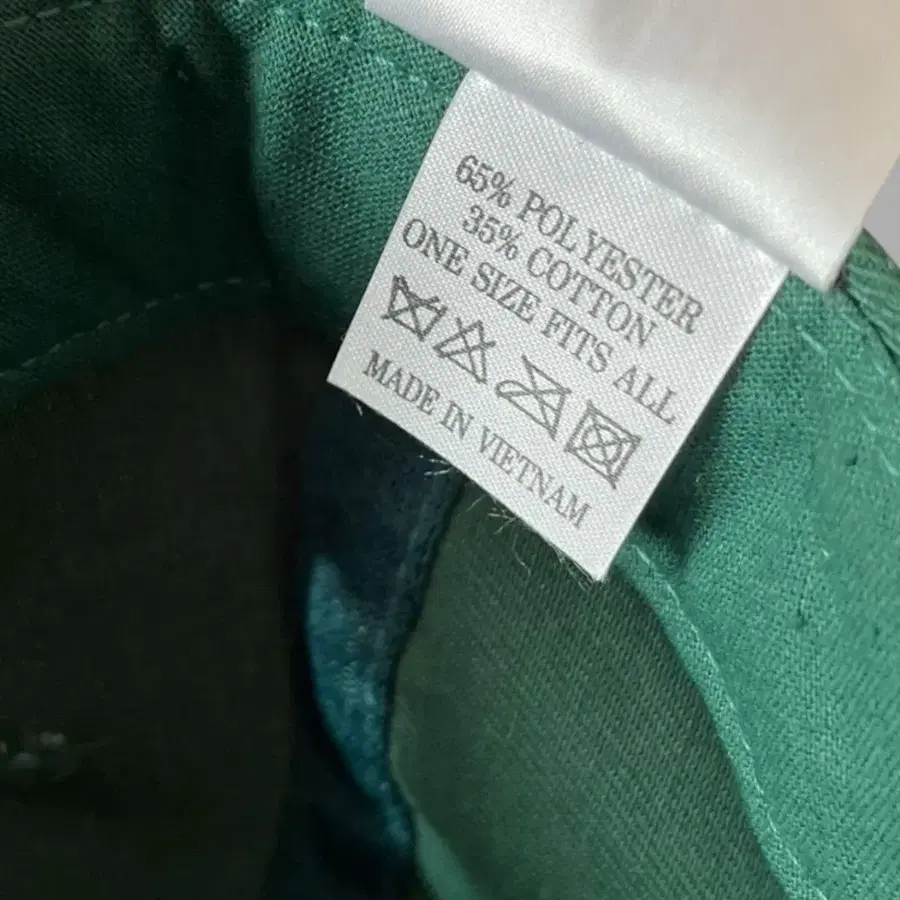 65% POLYESTER
35% COTTON
ONE SIZE FITS ALL
MADE IN VIETNAM